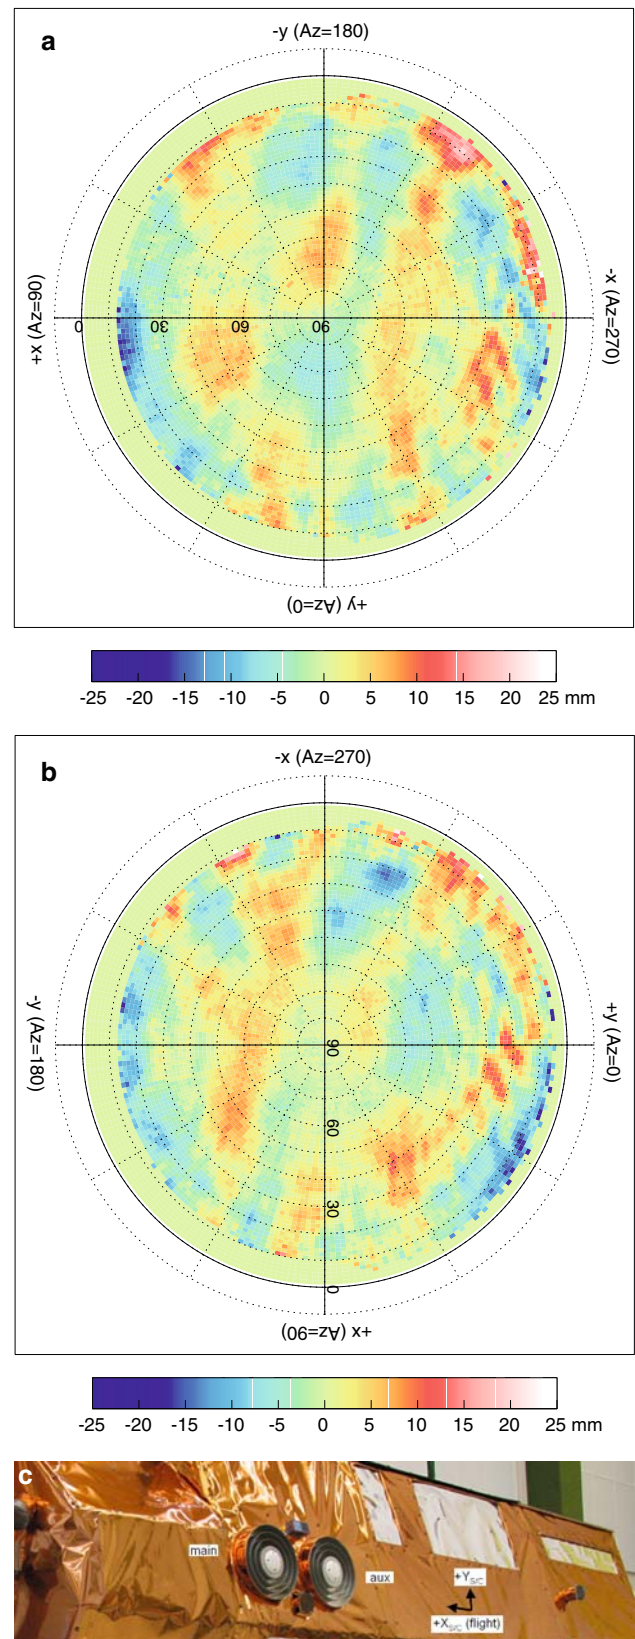 a
-y (Az=180)
+x (Az=90)
0
30
60
90
-x (Az=270)
+y (Az=0)
-25 -20 -15 -10 -5 0 5 10 15 20 25 mm
b
-x (Az=270)
-y (Az=180)
90
60
30
0
+y (Az=0)
+x (Az=90)
-25 -20 -15 -10 -5 0 5 10 15 20 25 mm
c
main
aux
+Y S/C
+X S/C (flight)